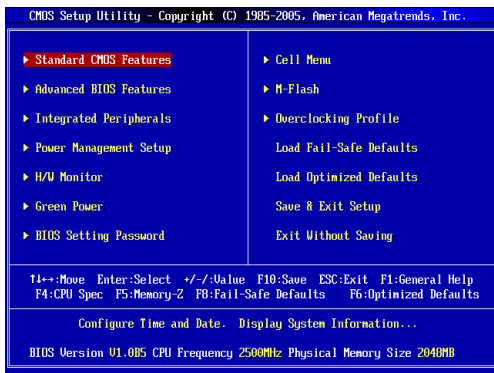 CMOS Setup Utility - Copyright (C) 1985-2005, American Megatrends, Inc.
Standard CMOS Features
Advanced BIOS Features
Integrated Peripherals
Power Management Setup
H/W Monitor
Green Power
BIOS Setting Password
Cell Menu
M-Flash
Overclocking Profile
Load Fail-Safe Defaults
Load Optimized Defaults
Save & Exit Setup
Exit Without Saving
↑↓←→:Move Enter:Select +/-/:Value F10:Save ESC:Exit F1:General Help
F4:CPU Spec F5:Memory-Z F8:Fail-Safe Defaults F6:Optimized Defaults
Configure Time and Date. Display System Information...
BIOS Version V1.0B5 CPU Frequency 2500MHz Physical Memory Size 2048MB